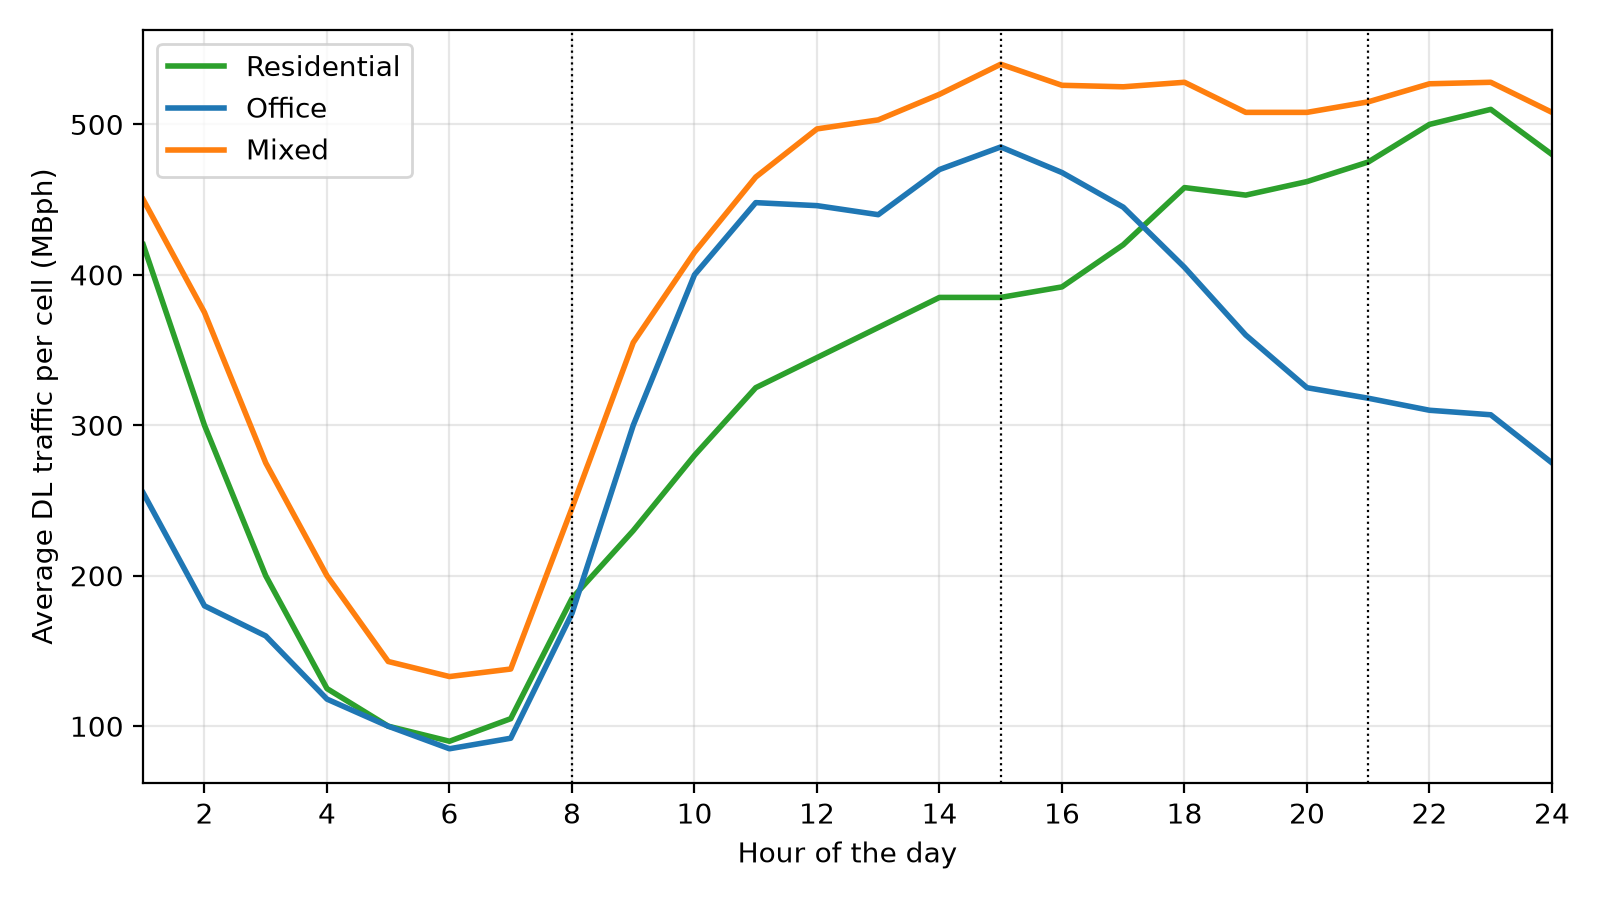 Residential
Office
Mixed
500
400
300
200
100
Average DL traffic per cell (MBph)
2 4 6 8 10 12 14 16 18 20 22 24
Hour of the day